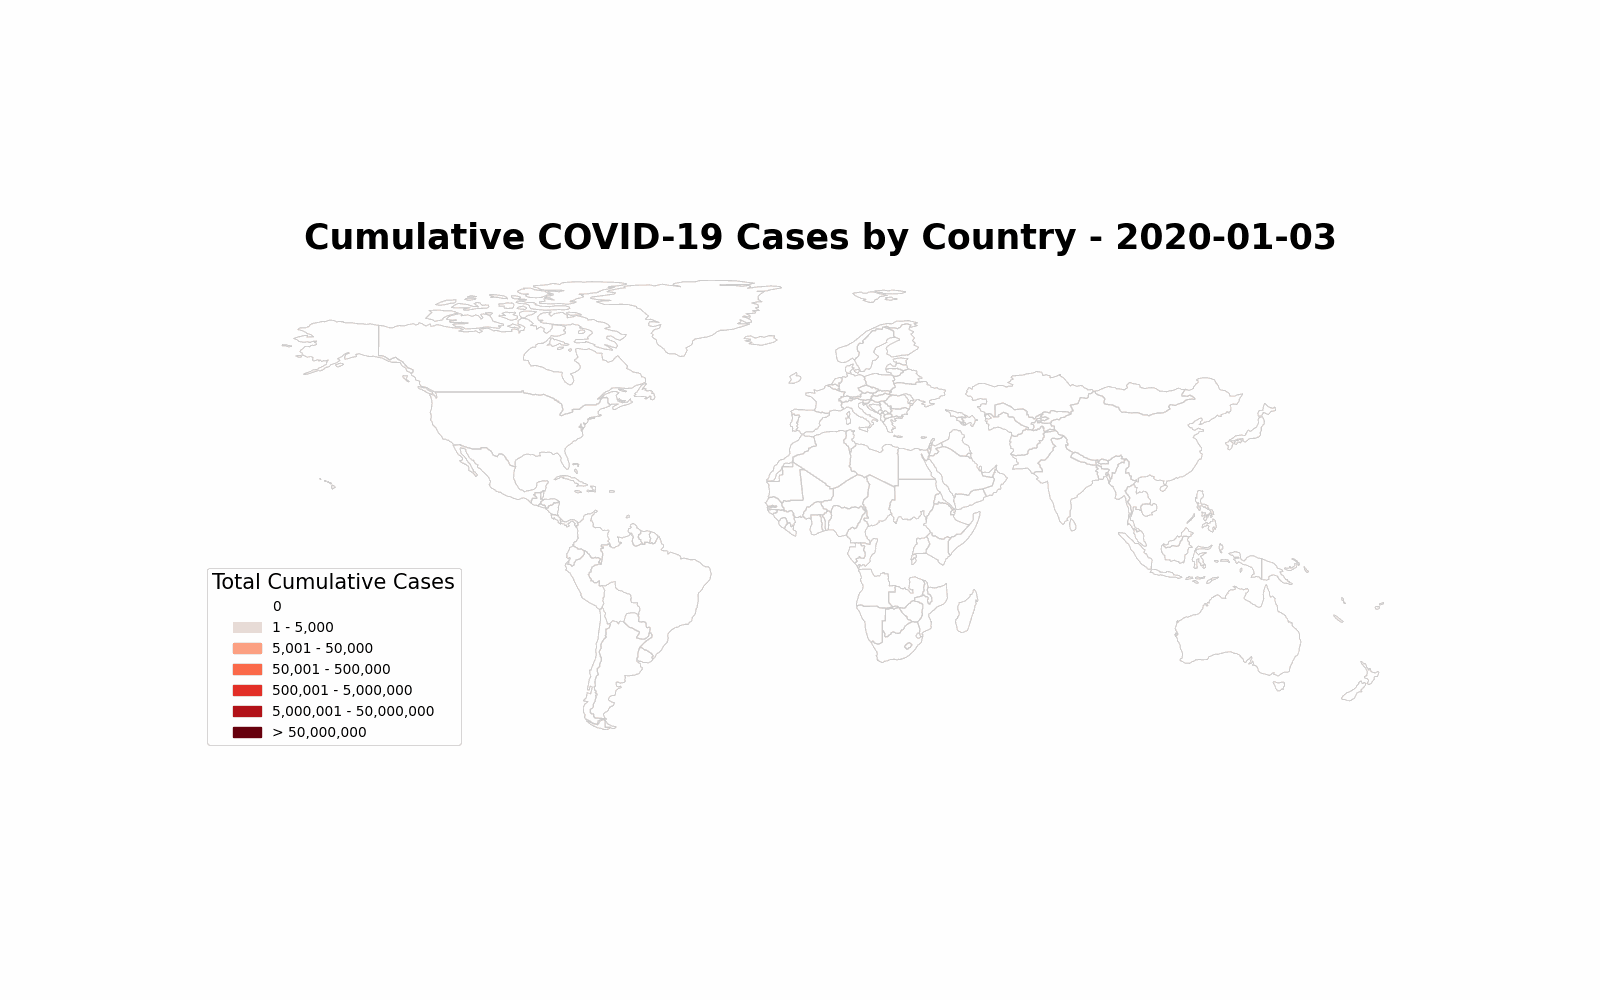 Cumulative COVID-19 Cases by Country - 2020-01-03
Total Cumulative Cases
0
1 - 5,000
5,001 - 50,000
50,001 - 500,000
500,001 - 5,000,000
5,000,001 - 50,000,000
> 50,000,000